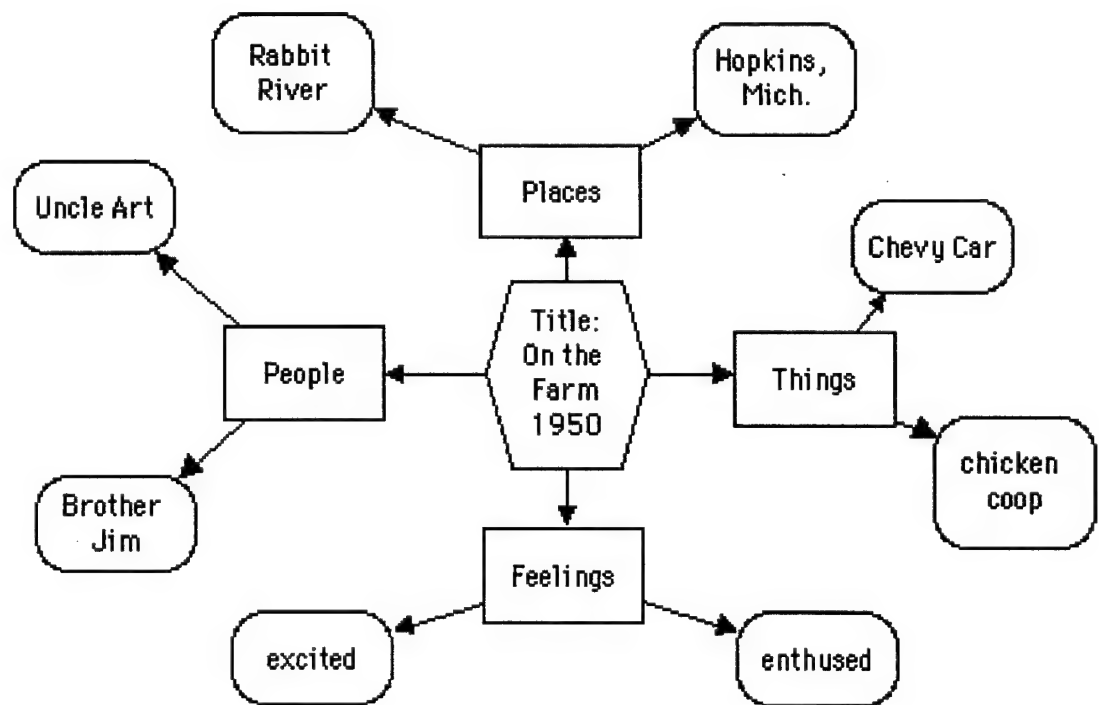 Rabbit
River
Hopkins,
Mich.
Places
Uncle Art
Chevy Car
Title:
On the
Farm
1950
People
Things
Brother
Jim
chicken
coop
Feelings
excited
enthused